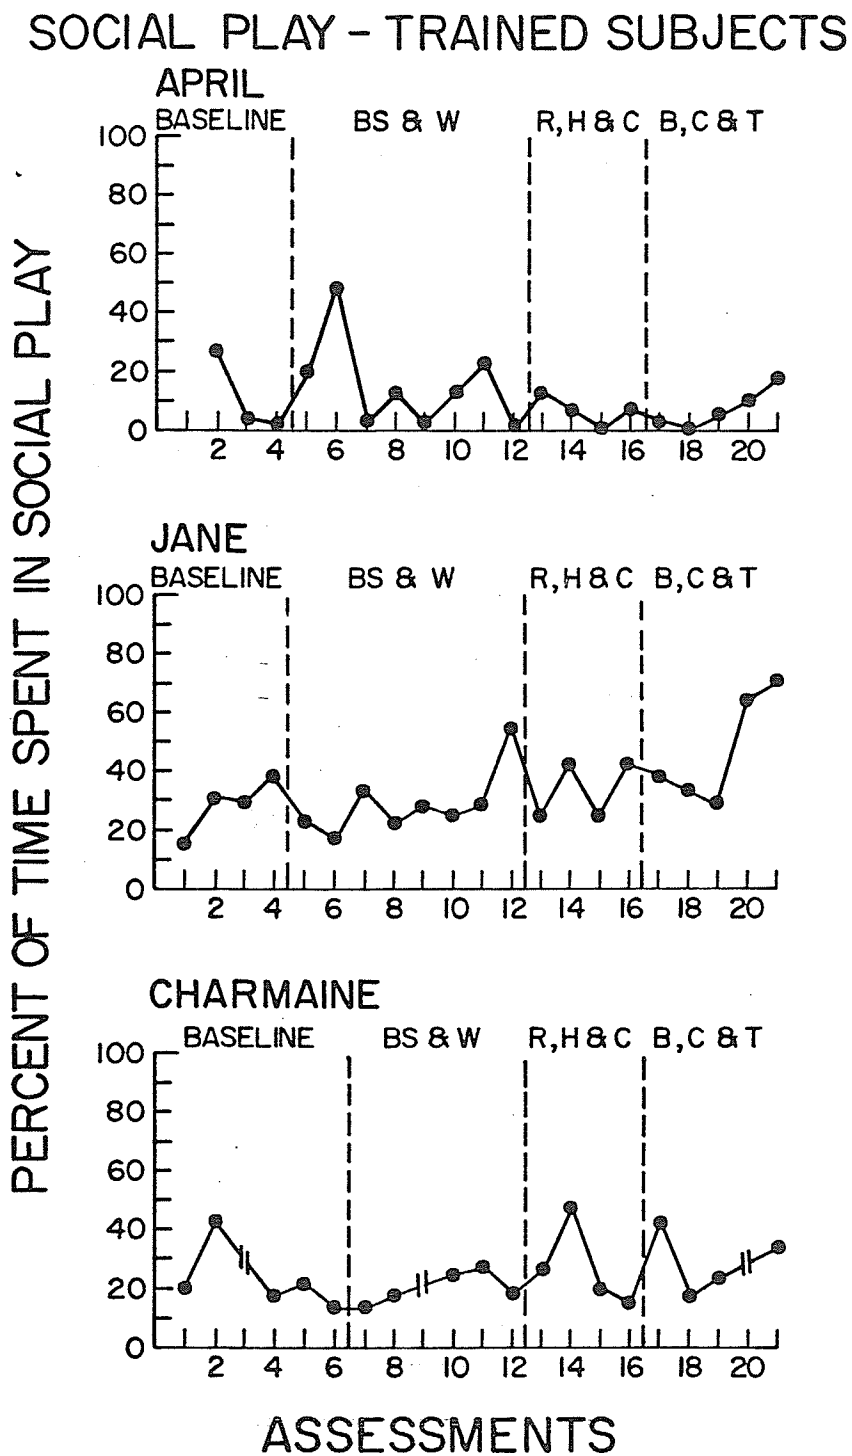 SOCIAL PLAY - TRAINED SUBJECTS
PERCENT OF TIME SPENT IN SOCIAL PLAY
APRIL
BASELINE BS & W R, H & C B, C & T
100
80
60
40
20
0
2 4 6 8 10 12 14 16 18 20
JANE
BASELINE BS & W R, H & C B, C & T
100
80
60
40
20
0
2 4 6 8 10 12 14 16 18 20
CHARMAINE
BASELINE BS & W R, H & C B, C & T
100
80
60
40
20
0
2 4 6 8 10 12 14 16 18 20
ASSESSMENTS